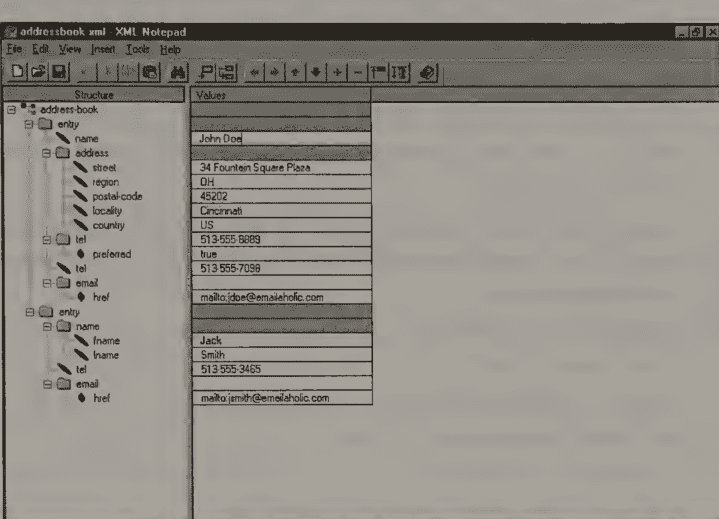 addressbook.xml - XML Notepad
File Edit View Insert Tools Help
Structure Values
address-book
entry
name John Doe
address
street 34 Fountain Square Plaza
region OH
postal-code 45202
locality Cincinnati
country US
tel 513-555-8889
preferred true
tel 513-555-7098
email
href mailto:jdoe@emailaholic.com
entry
name
fname Jack
lname Smith
tel 513-555-3465
email
href mailto:jsmith@emailaholic.com